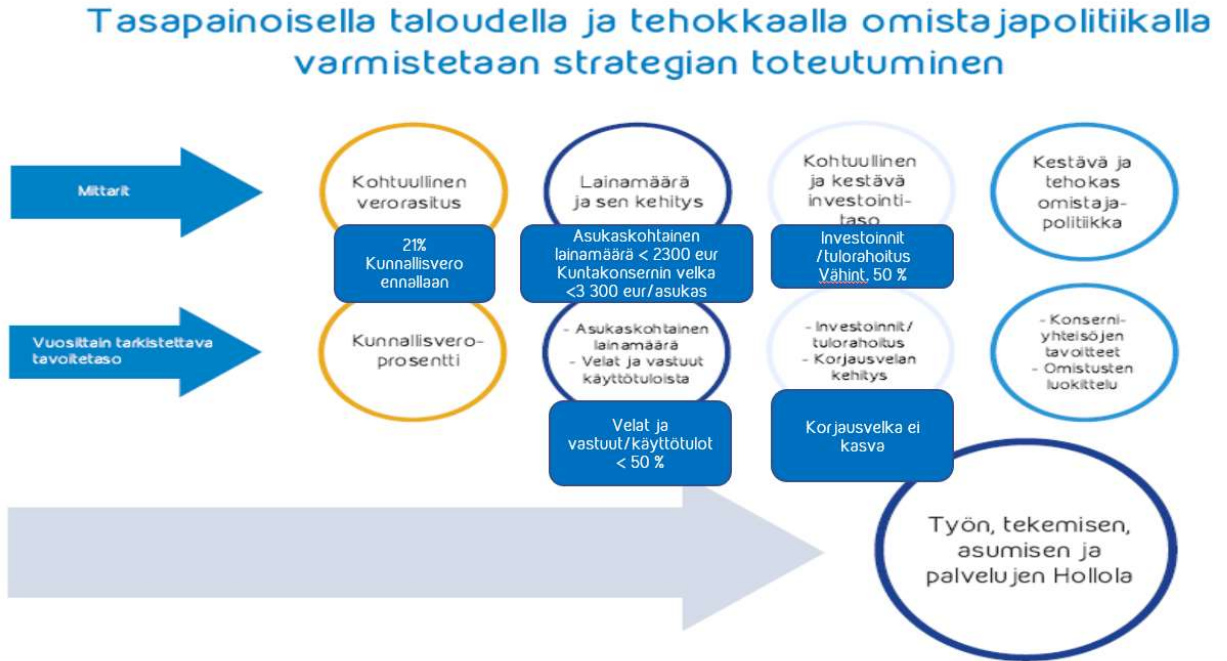 Tasapainoisella taloudella ja tehokkaalla omistajapolitiikalla
varmistetaan strategian toteutuminen
Mittarit
Kohtuullinen
verorasitus
21%
Kunnallisvero
ennallaan
Lainamäärä
ja sen kehitys
Asukaskohtainen
lainamäärä < 2300 eur
Kuntakonsernin velka
<3 300 eur/asukas
Kohtuullinen
ja kestävä
investointi-
taso
Investoinnit
/tulorahoitus
Vähint. 50 %
Kestävä ja
tehokas
omistaja-
politiikka
Vuosittain tarkistettava
tavoitetaso
Kunnallisvero-
prosentti
- Asukaskohtainen
lainamäärä
- Velat ja vastuut
käyttötuloista
Velat ja
vastuut/käyttötulot
< 50 %
- Investoinnit/
tulorahoitus
- Korjausvelan
kehitys
Korjausvelka ei
kasva
- Konserni-
yhteisöjen
tavoitteet
- Omistusten
luokittelu
Työn, tekemisen,
asumisen ja
palvelujen Hollola